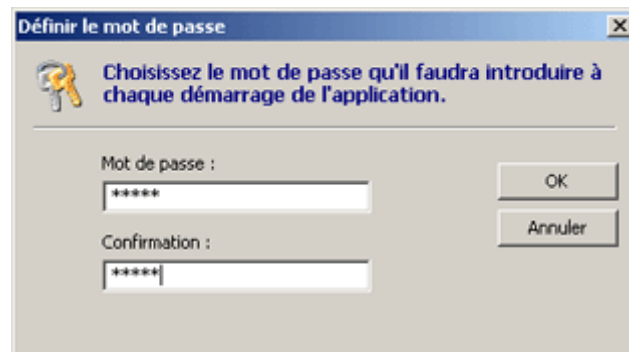 Définir le mot de passe
Choisissez le mot de passe qu'il faudra introduire à
chaque démarrage de l'application.
Mot de passe :
*****
OK
Annuler
Confirmation :
*****